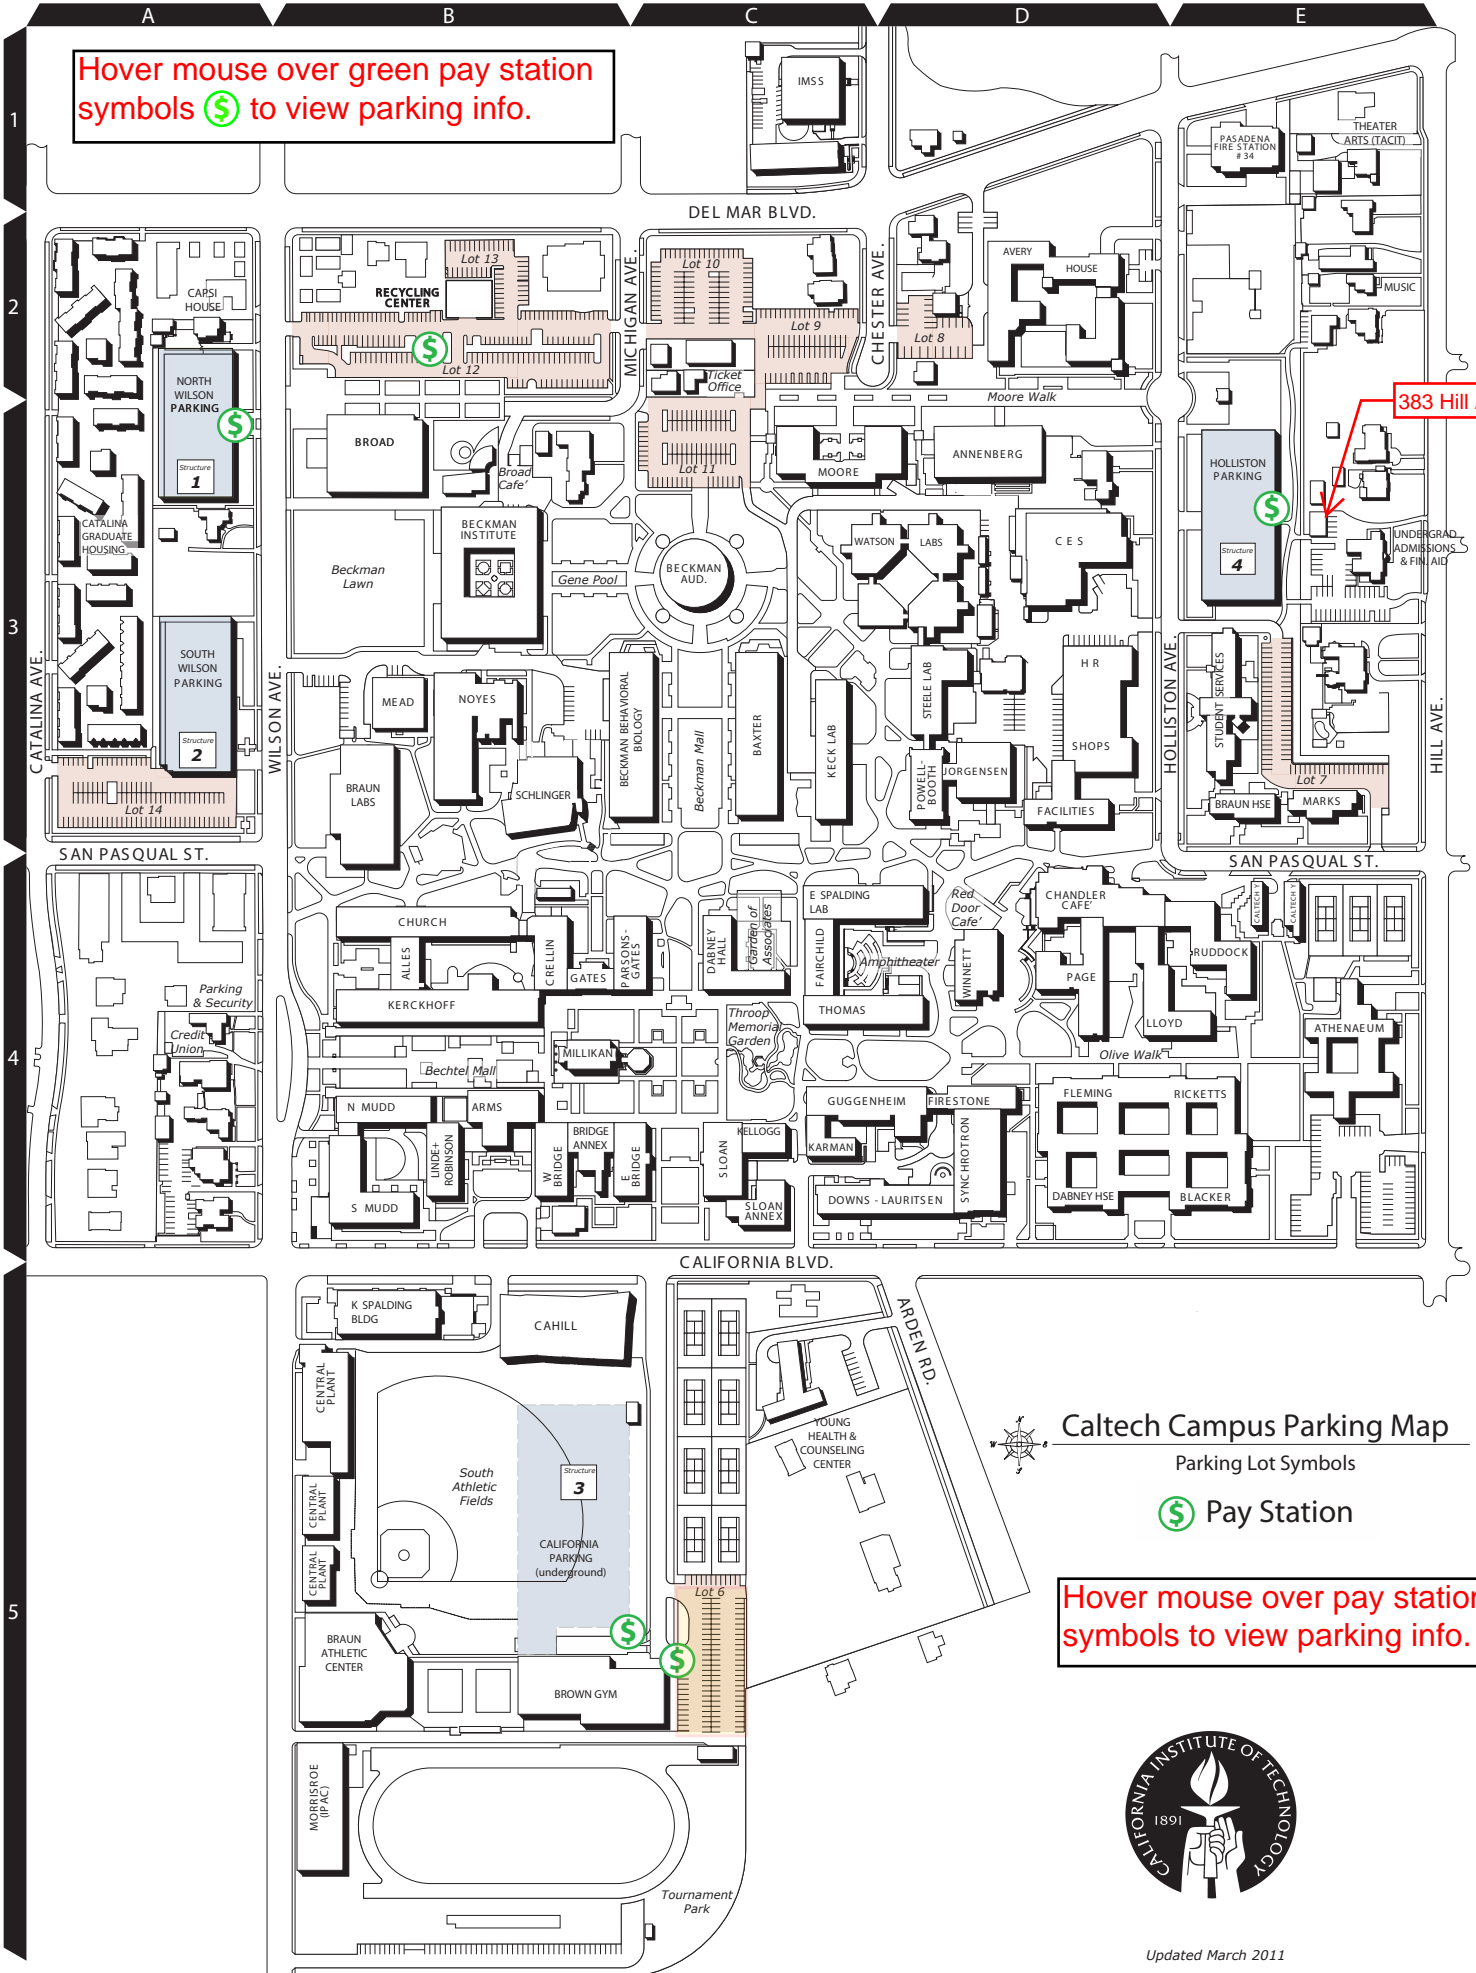 A B C D E
Hover mouse over green pay station
symbols $ to view parking info.
1
IMSS
PASADENA
FIRE STATION
# 34
THEATER
ARTS (TACIT)
DEL MAR BLVD.
2
CAPSI
HOUSE
Lot 13
RECYCLING
CENTER
$
Lot 12
MICHIGAN AVE.
Lot 10
Lot 9
Ticket
Office
CHESTER AVE.
Lot 8
AVERY
HOUSE
MUSIC
Moore Walk
383 Hill
NORTH
WILSON
PARKING
$
Structure
1
BROAD
Broad
Cafe'
Lot 11
MOORE
ANNENBERG
HOLLISTON
PARKING
$
Structure
4
3
CATALINA
GRADUATE
HOUSING
BECKMAN
INSTITUTE
Beckman
Lawn
Gene Pool
BECKMAN
AUD.
WATSON
LABS
C E S
UNDERGRAD
ADMISSIONS
& FIN. AID
CATALINA AVE.
SOUTH
WILSON
PARKING
Structure
2
Lot 14
WILSON AVE.
MEAD
NOYES
BRAUN
LABS
SCHLINGER
BECKMAN BEHAVIORAL
BIOLOGY
Beckman Mall
BAXTER
KECK LAB
STEELE LAB
POWELL-
BOOTH
JORGENSEN
H R
SHOPS
FACILITIES
HOLLISTON AVE.
STUDENT SERVICES
Lot 7
BRAUN HSE
MARKS
HILL AVE.
SAN PASQUAL ST.
SAN PASQUAL ST.
4
CHURCH
ALLES
CRELLIN
GATES
PARSONS-
GATES
KERCKHOFF
DABNEY
HALL
Garden of
Associates
E SPALDING
LAB
FAIRCHILD
Amphitheater
THOMAS
Red
Door
Cafe'
WINNETT
CHANDLER
CAFE'
PAGE
LLOYD
RUDDOCK
CALTECH Y
CALTECH Y
ATHENAEUM
Parking
& Security
Credit
Union
MILLIKAN
Bechtel Mall
Throop
Memorial
Garden
Olive Walk
N MUDD
ARMS
LINDE+
ROBINSON
S MUDD
W
BRIDGE
BRIDGE
ANNEX
E
BRIDGE
SLOAN
KELLOGG
SLOAN
ANNEX
GUGGENHEIM
FIRESTONE
KARMAN
DOWNS - LAURITSEN
SYNCHROTRON
FLEMING
RICKETTS
DABNEY HSE
BLACKER
CALIFORNIA BLVD.
5
K SPALDING
BLDG
CAHILL
CENTRAL
PLANT
CENTRAL
PLANT
CENTRAL
PLANT
South
Athletic
Fields
Structure
3
CALIFORNIA
PARKING
(underground)
$
$
Lot 6
BRAUN
ATHLETIC
CENTER
BROWN GYM
MORRISROE
(IPAC)
Tournament
Park
YOUNG
HEALTH &
COUNSELING
CENTER
ARDEN RD.
N
W E
S
Caltech Campus Parking Map
Parking Lot Symbols
$ Pay Station
Hover mouse over pay station
symbols to view parking info.
CALIFORNIA INSTITUTE OF TECHNOLOGY
1891
Updated March 2011